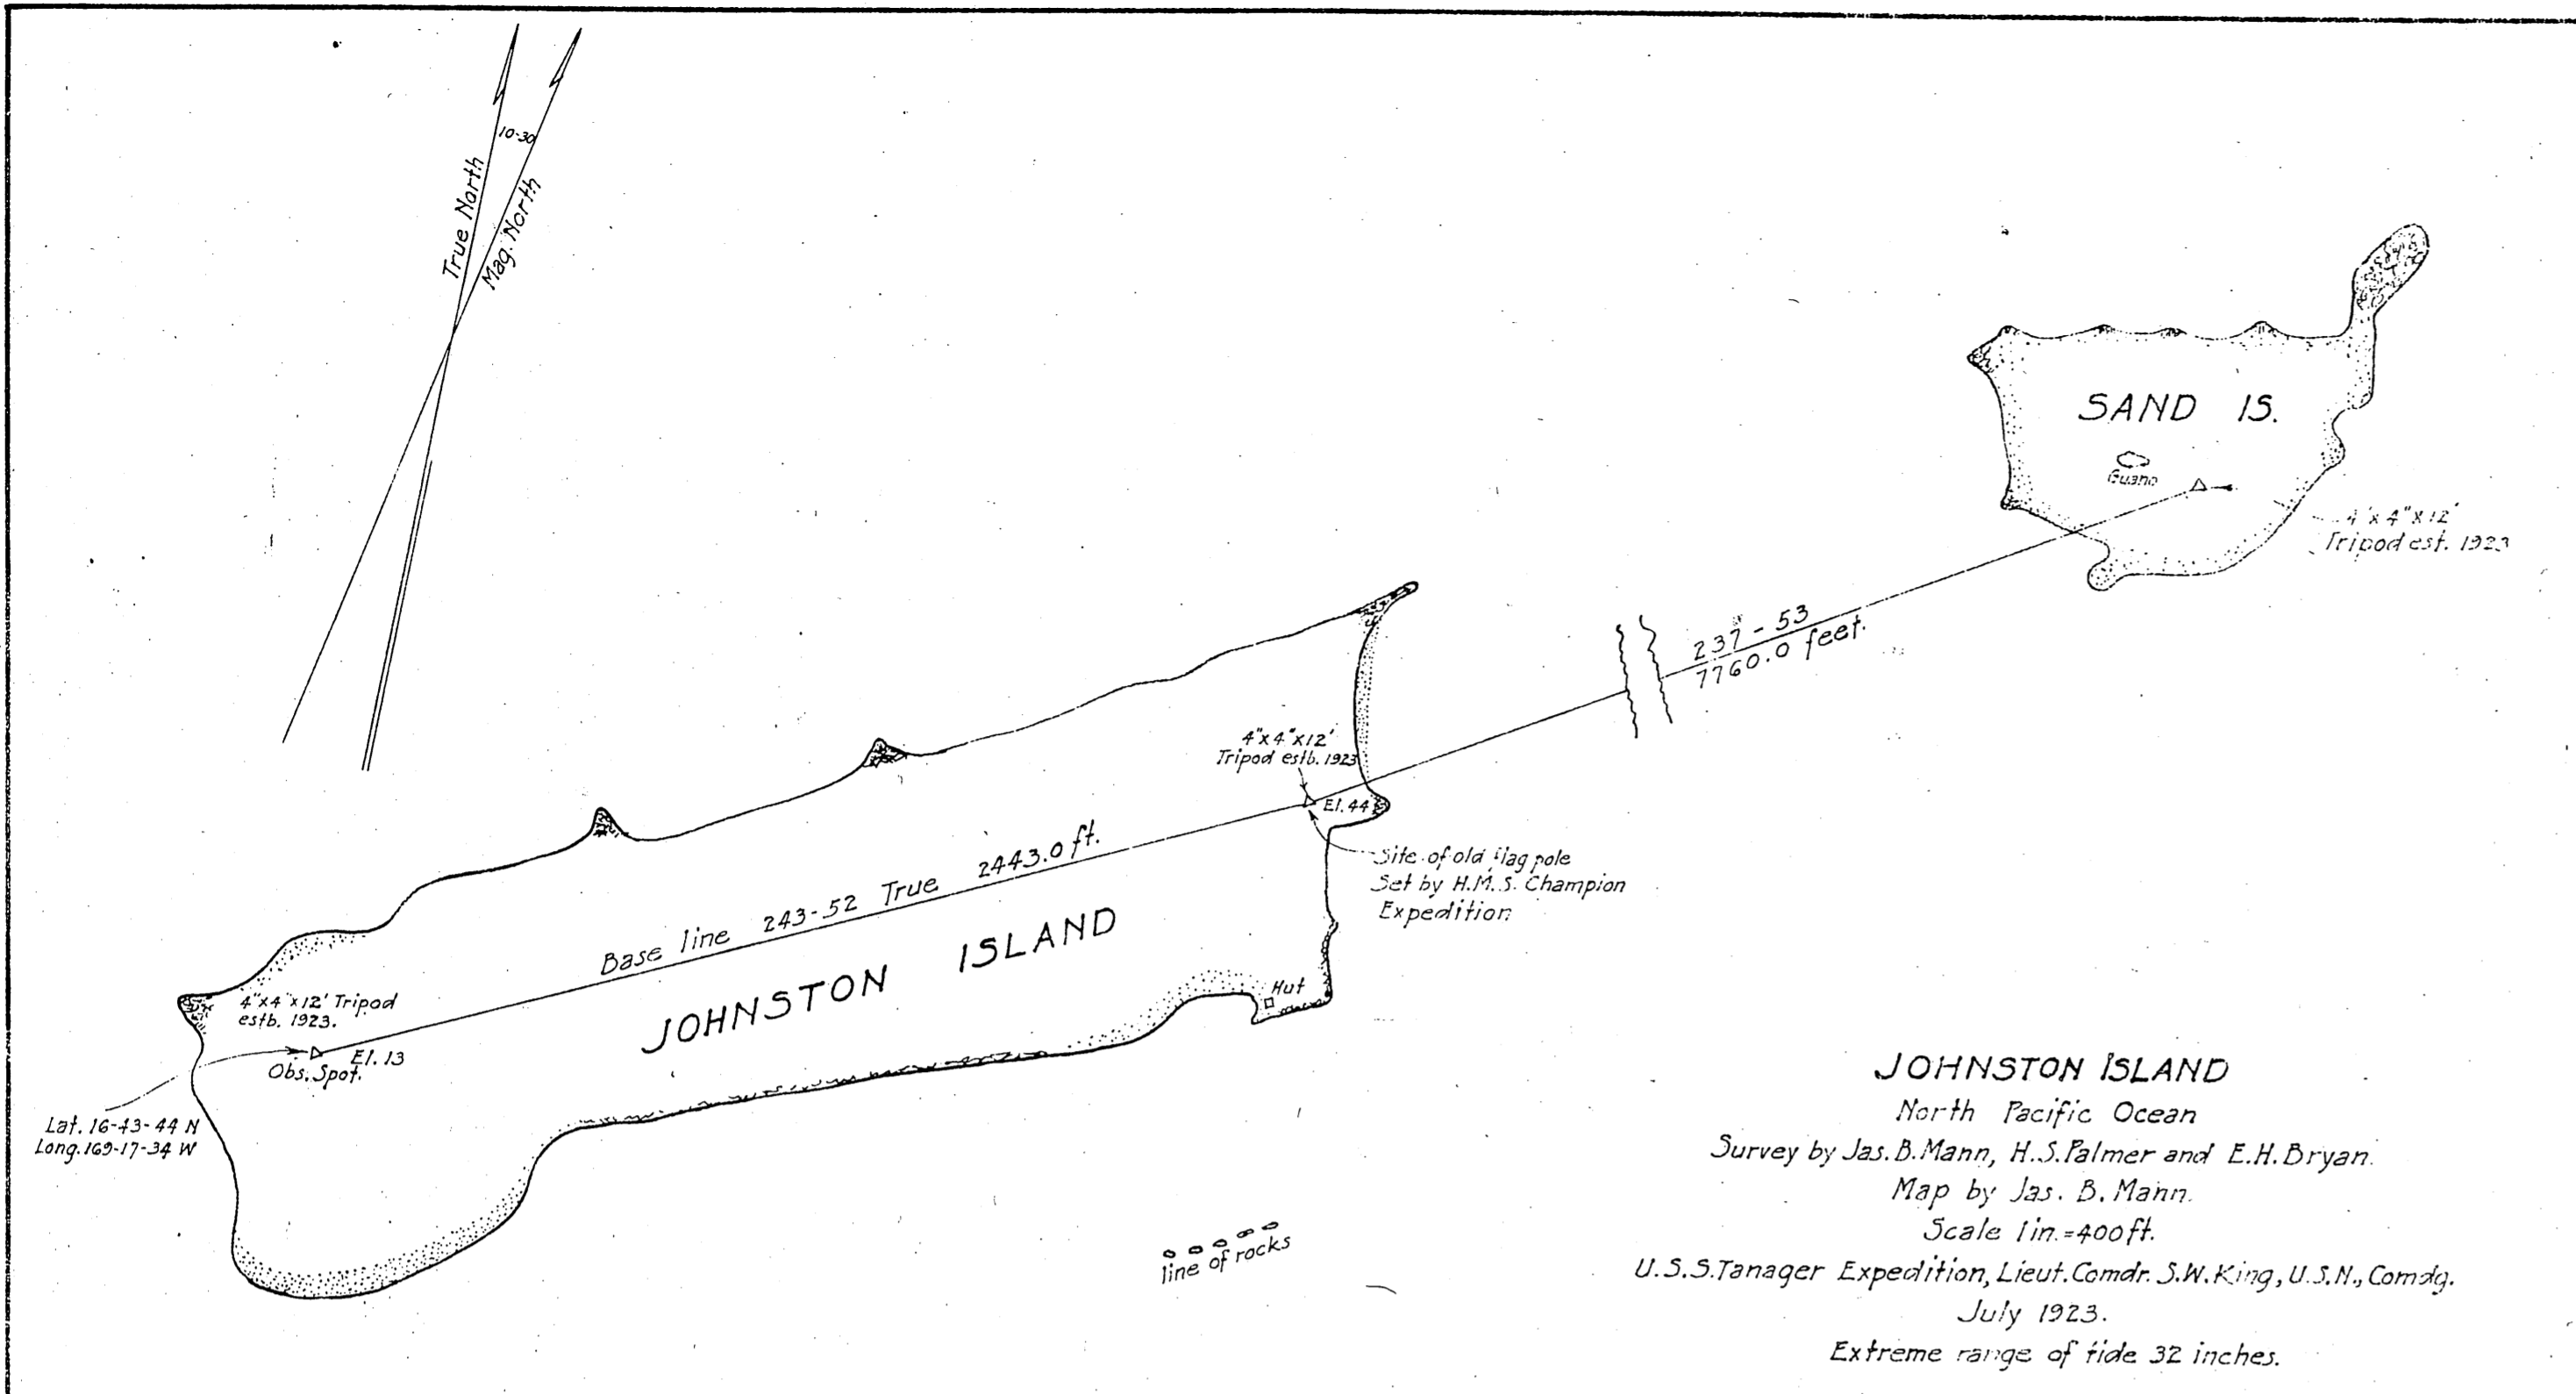 True North
10-30
Mag. North
SAND IS.
Guano
4"x4"x12'
Tripod est. 1923
237-53
7760.0 feet.
4"x4"x12'
Tripod estb. 1923
El. 44
Site of old flag pole
Set by H.M.S. Champion
Expedition
Base line 243-52 True 2443.0 ft.
JOHNSTON ISLAND
Hut
4"x4"x12' Tripod
estb. 1923.
El. 13
Obs. Spot.
Lat. 16-43-44 N
Long. 169-17-34 W
line of rocks
JOHNSTON ISLAND
North Pacific Ocean
Survey by Jas. B. Mann, H.S. Palmer and E.H. Bryan.
Map by Jas. B. Mann.
Scale 1 in. = 400 ft.
U.S.S. Tanager Expedition, Lieut. Comdr. S.W. King, U.S.N., Comdg.
July 1923.
Extreme range of tide 32 inches.